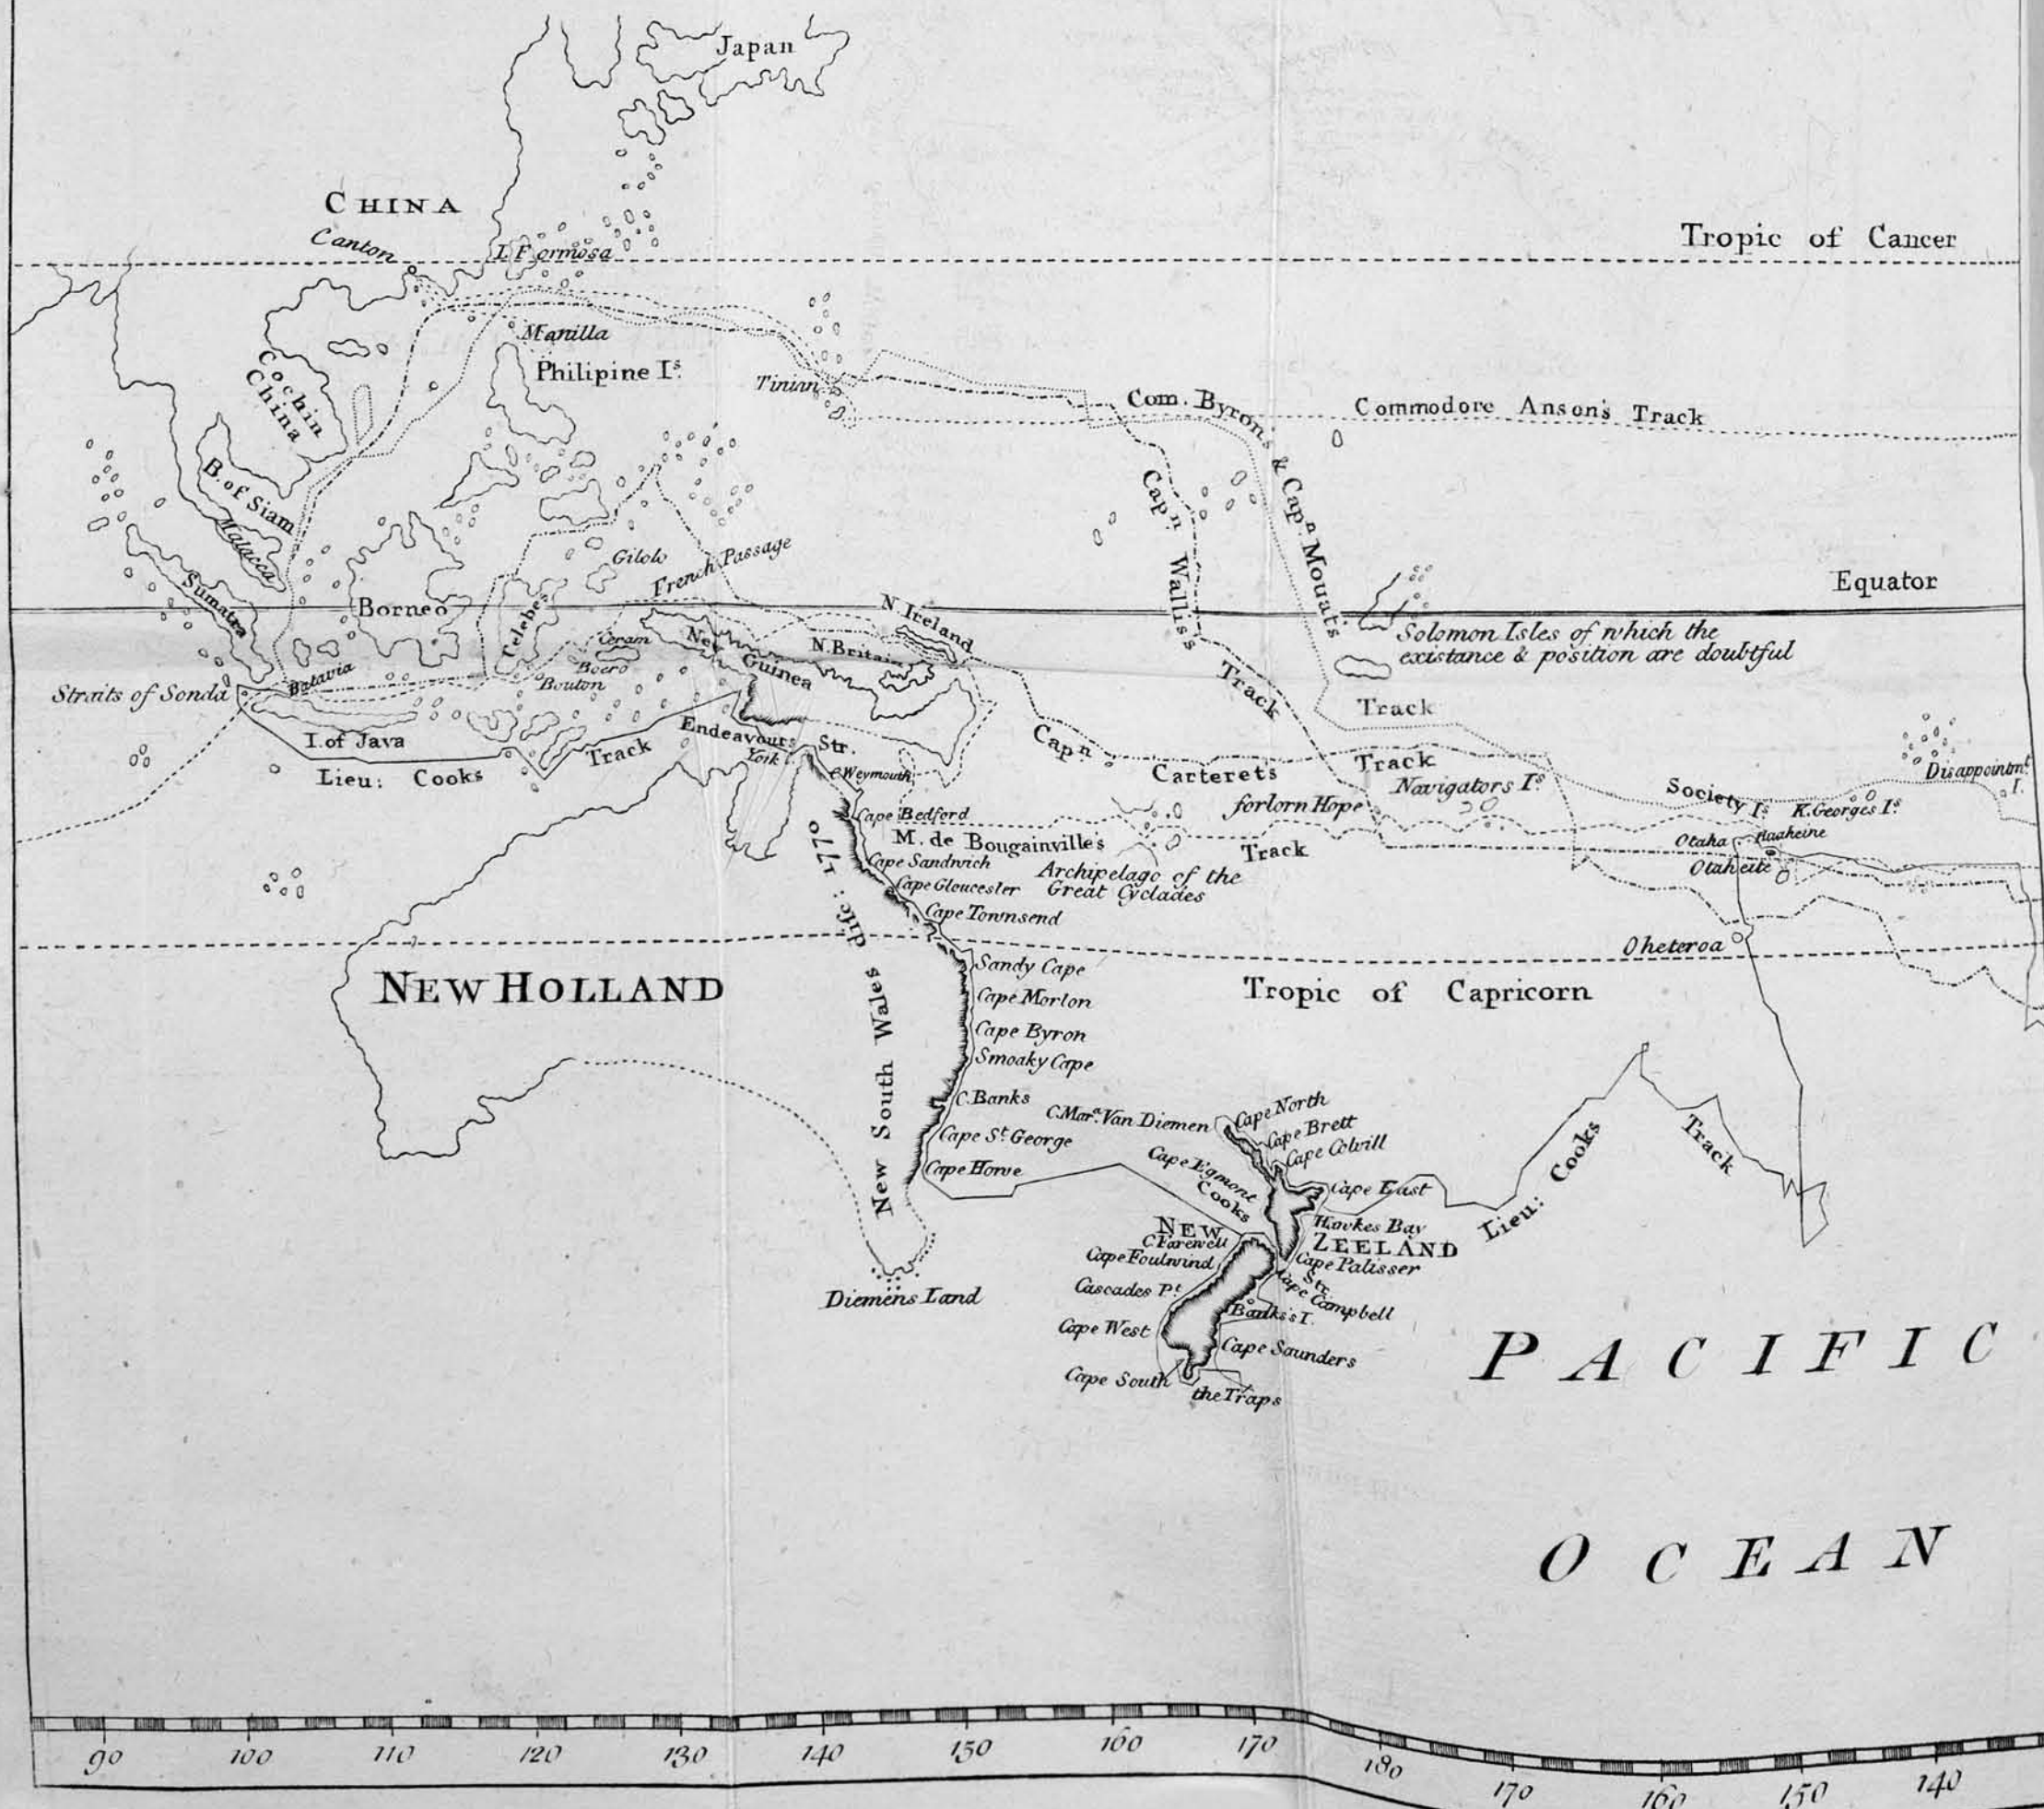 Japan
CHINA
Canton
I. Formosa
Tropic of Cancer
Manilla
Philipine Is.
Tinian
Com. Byrons & Capn. Mouats Track
Commodore Anson's Track
Cochin
China
B. of Siam
Malacca
Sumatra
Capn. Wallis's Track
Gilolo
French Passage
Equator
Borneo
Celebes
N. Ireland
Ceram
New Guinea
N. Britain
Solomon Isles of which the
existance & position are doubtful
Boero
Bouton
Straits of Sonda
Batavia
I. of Java
Lieu: Cooks Track
Endeavours Str.
York
C. Weymouth
Capn. Carterets Track
Navigators Is.
forlorn Hope
Society Is.
K. Georges Is.
Disappointmt.
I.
Cape Bedford
M. de Bougainville's Track
Otaha
Huaheine
Otaheite
Cape Sandwich
Archipelago of the
Great Cyclades
Cape Gloucester
Cape Townsend
Oheteroa
NEW HOLLAND
New South Wales disc: 1770
Sandy Cape
Tropic of Capricorn
Cape Morton
Cape Byron
Smoaky Cape
C. Banks
Cape St. George
Cape Howe
C. Mara. Van Diemen
Cape North
Cape Brett
Cape Colvill
Cape Egmont
Cape East
Lieu: Cooks Track
Cooks Str.
Hawkes Bay
NEW ZEELAND
C. Farewell
Cape Foulwind
Cape Palisser
Cape Campbell
Diemens Land
Cascades Pt.
Banks's I.
Cape West
Cape Saunders
Cape South
the Traps
PACIFIC
OCEAN
90 100 110 120 130 140 150 160 170 180 170 160 150 140